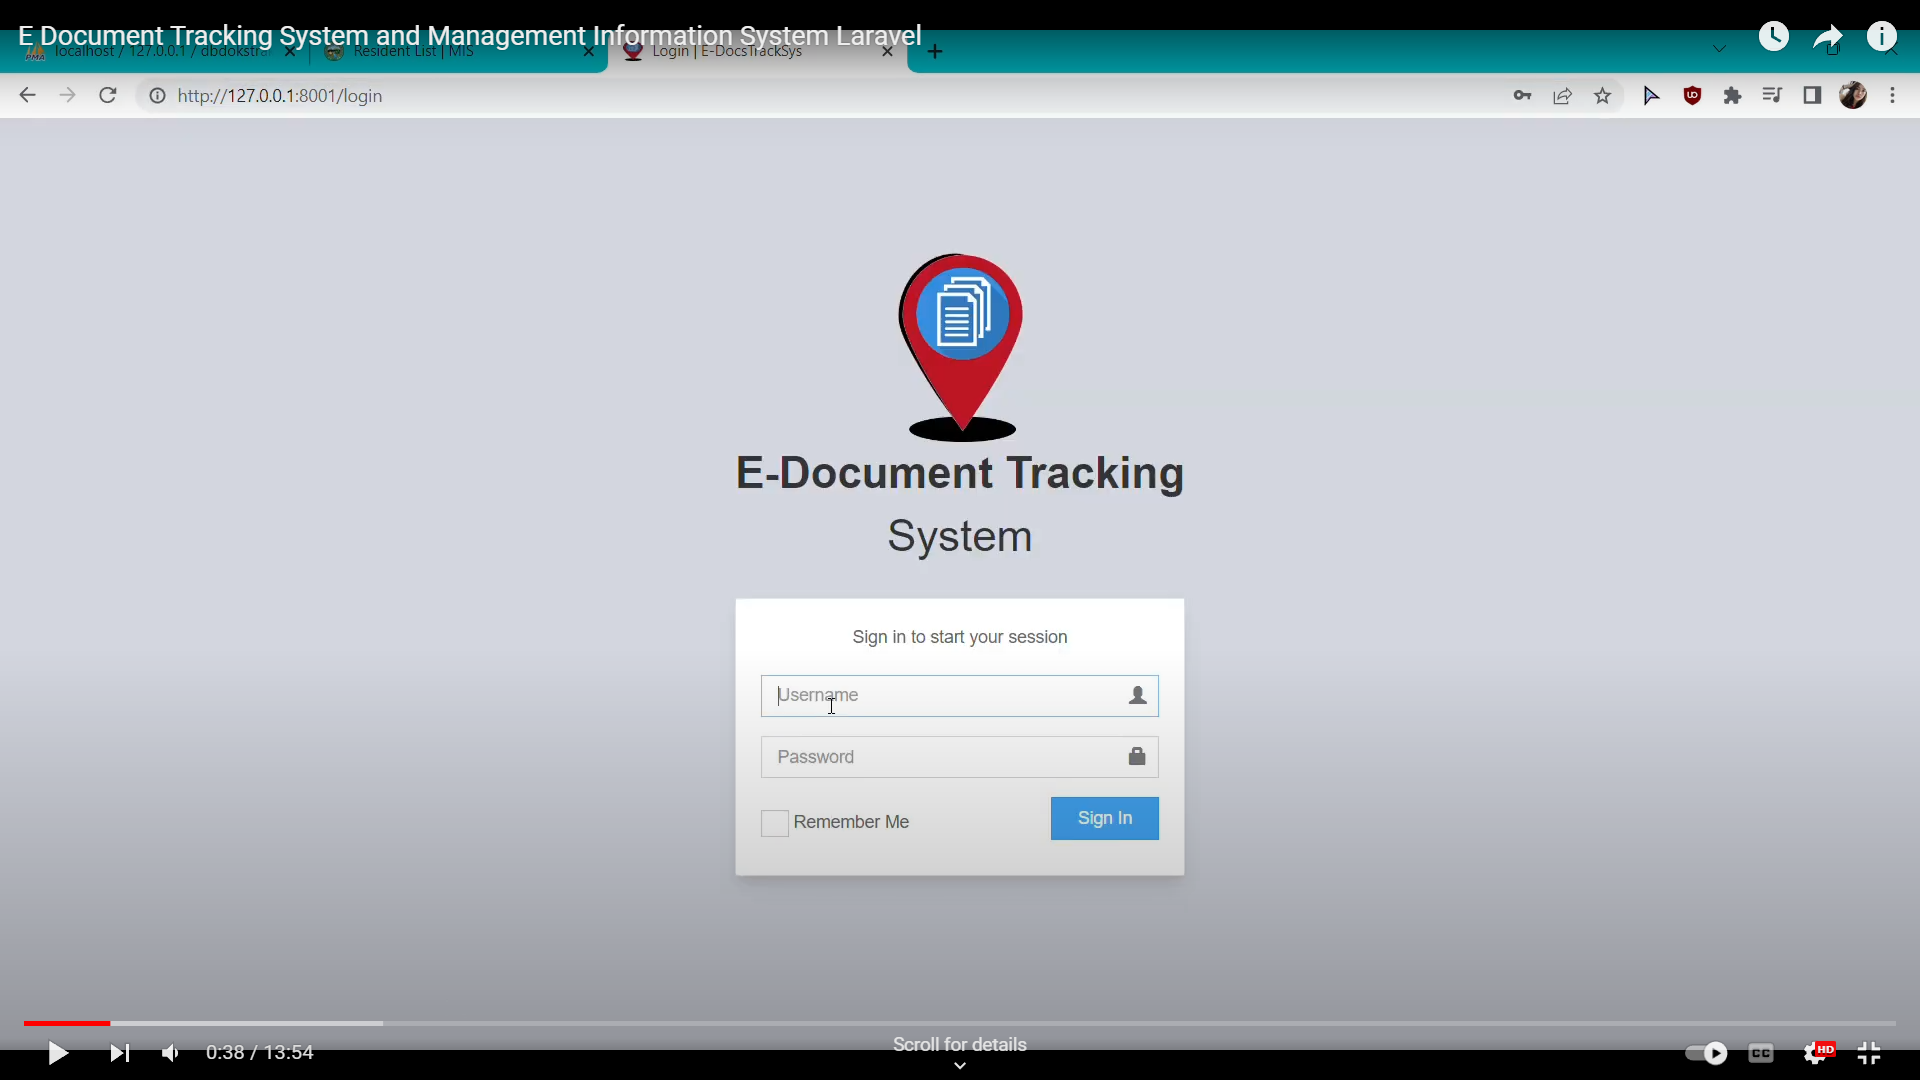 E Document Tracking System and Management Information System Laravel
localhost / 127.0.0.1 / dbdokstra
Resident List | MIS
Login | E-DocsTrackSys
http://127.0.0.1:8001/login
E-Document Tracking
System
Sign in to start your session
Username
Password
Remember Me
Sign In
Scroll for details
0:38 / 13:54
CC
HD